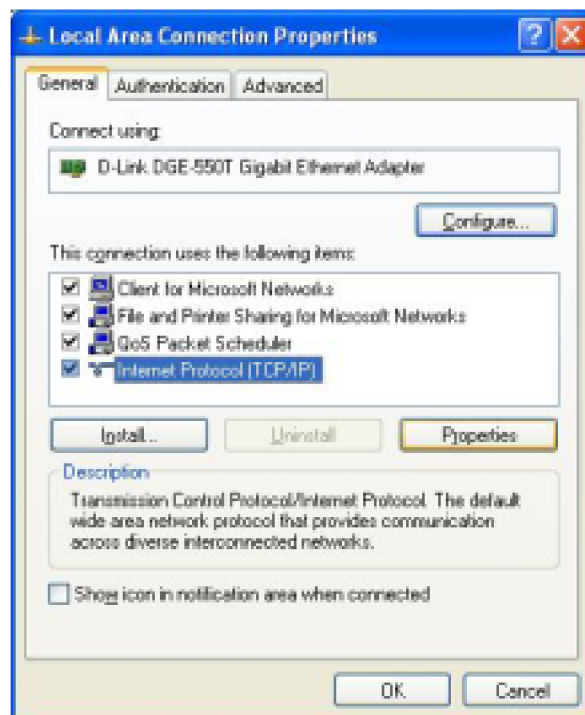 Local Area Connection Properties
General Authentication Advanced
Connect using:
D-Link DGE-550T Gigabit Ethernet Adapter
Configure...
This connection uses the following items:
Client for Microsoft Networks
File and Printer Sharing for Microsoft Networks
QoS Packet Scheduler
Internet Protocol (TCP/IP)
Install... Uninstall Properties
Description
Transmission Control Protocol/Internet Protocol. The default
wide area network protocol that provides communication
across diverse interconnected networks.
Show icon in notification area when connected
OK Cancel